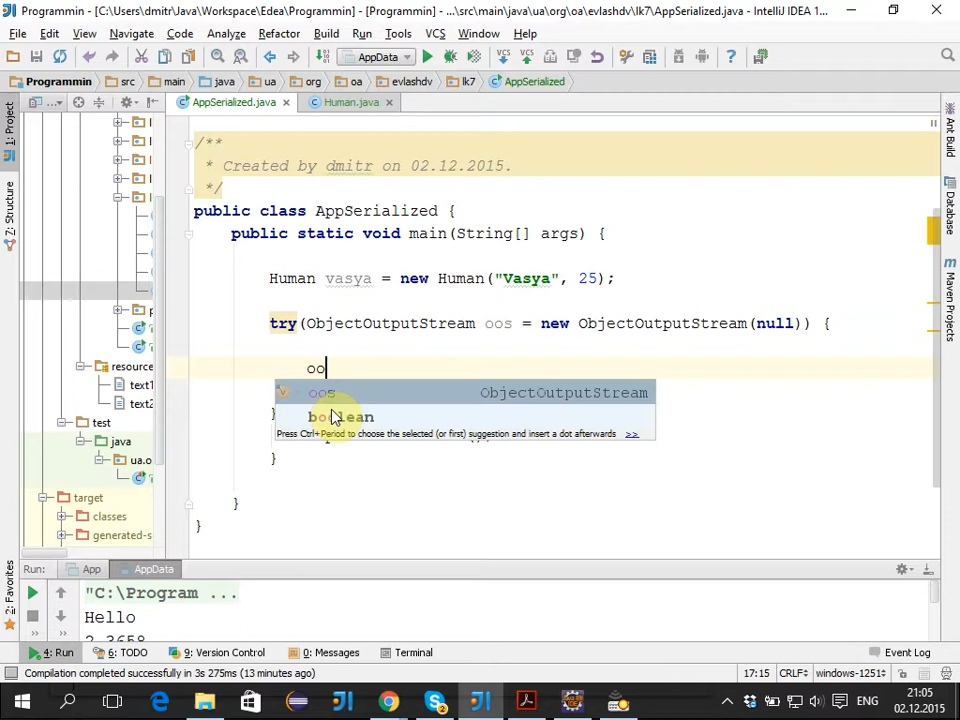 Programmin - [C:\Users\dmitr\Java\Workspace\Edea\Programmin] - [Programmin] - ...\src\main\java\ua\org\oa\evlashdv\lk7\AppSerialized.java - IntelliJ IDEA 1...
File Edit View Navigate Code Analyze Refactor Build Run Tools VCS Window Help
AppData
VCS VCS
Programmin src main java ua org oa evlashdv lk7 AppSerialized
AppSerialized.java Human.java
1: Project
7: Structure
2: Favorites
Ant Build
Database
Maven Projects
resource
text1
text2
test
java
ua.o
target
classes
generated-s
/**
* Created by dmitr on 02.12.2015.
*/
public class AppSerialized {
public static void main(String[] args) {
Human vasya = new Human("Vasya", 25);
try(ObjectOutputStream oos = new ObjectOutputStream(null)) {
oo
oos ObjectOutputStream
boolean
Press Ctrl+Period to choose the selected (or first) suggestion and insert a dot afterwards >>
}
}
}
Run: App AppData
"C:\Program ...
Hello
2.3658
4: Run 6: TODO 9: Version Control 0: Messages Terminal Event Log
Compilation completed successfully in 3s 275ms (13 minutes ago) 17:15 CRLF windows-1251
ENG
21:05
02.12.2015